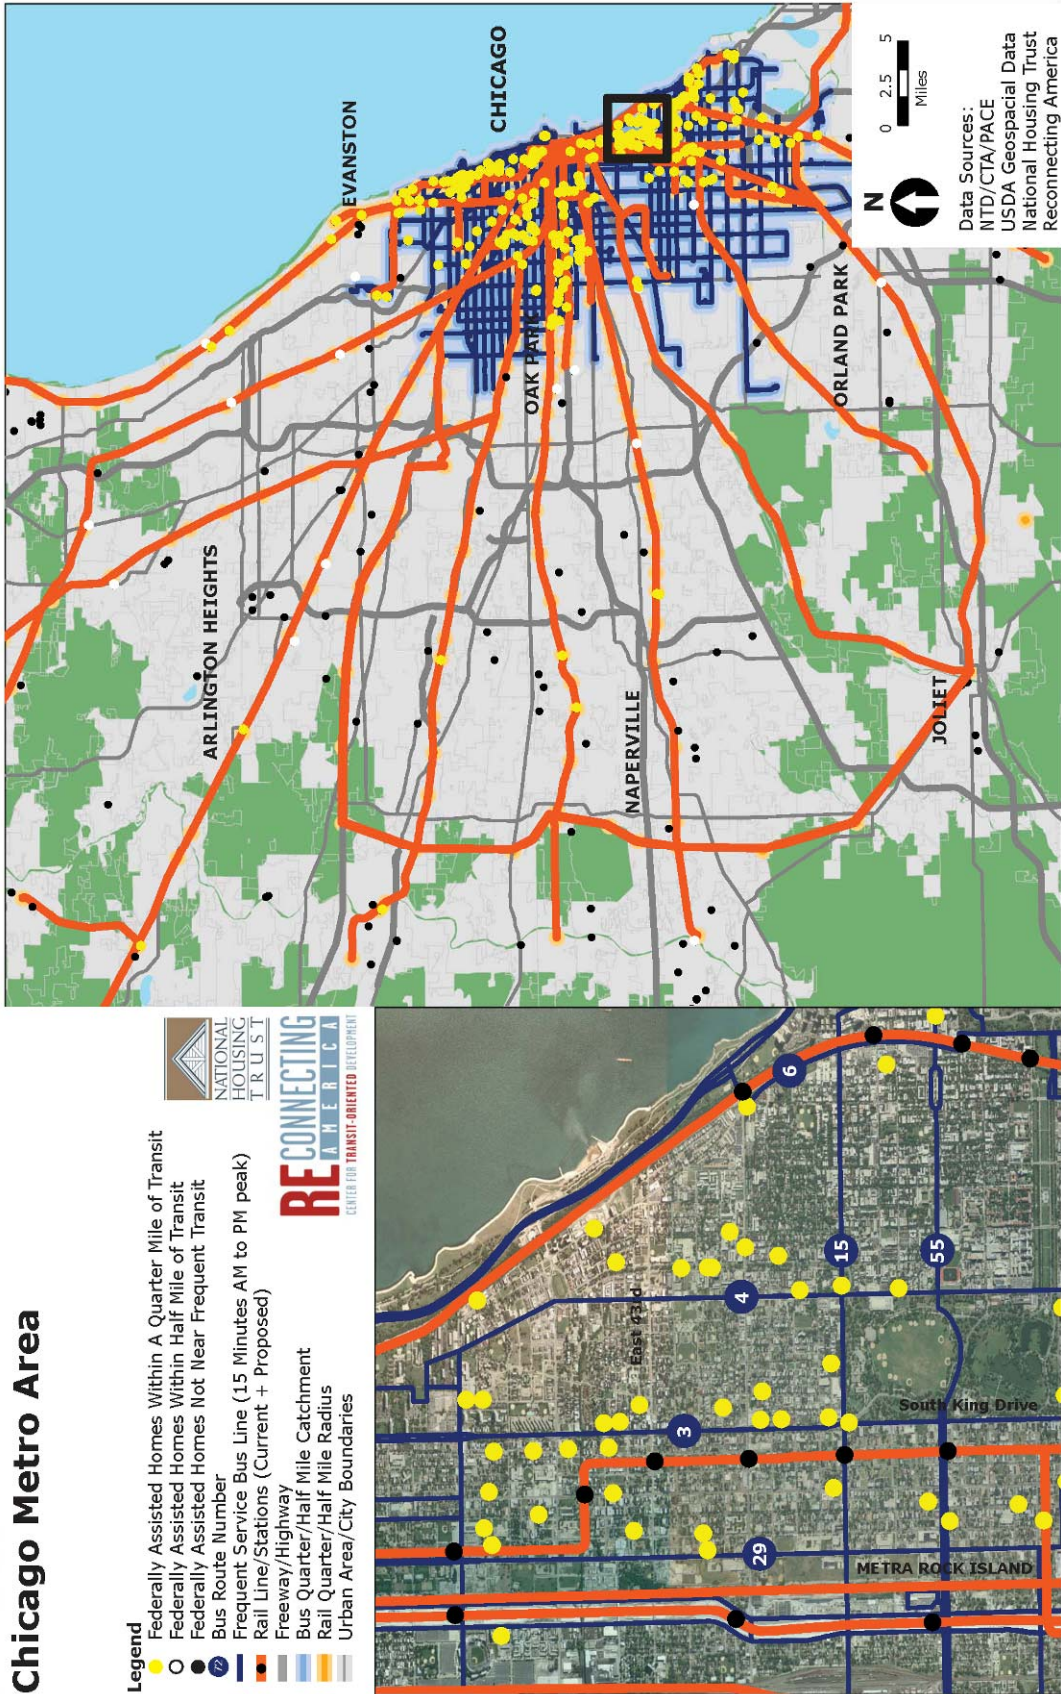 Chicago Metro Area
Legend
Federally Assisted Homes Within A Quarter Mile of Transit
Federally Assisted Homes Within Half Mile of Transit
Federally Assisted Homes Not Near Frequent Transit
72 Bus Route Number
Frequent Service Bus Line (15 Minutes AM to PM peak)
Rail Line/Stations (Current + Proposed)
Freeway/Highway
Bus Quarter/Half Mile Catchment
Rail Quarter/Half Mile Radius
Urban Area/City Boundaries
NATIONAL
HOUSING
TRUST
RECONNECTING
AMERICA
CENTER FOR TRANSIT-ORIENTED DEVELOPMENT
East 43rd
6
4
15
55
3
South King Drive
29
METRA ROCK ISLAND
EVANSTON
CHICAGO
ARLINGTON HEIGHTS
OAK PARK
NAPERVILLE
ORLAND PARK
JOLIET
N
0 2.5 5
Miles
Data Sources:
NTD/CTA/PACE
USDA Geospacial Data
National Housing Trust
Reconnecting America